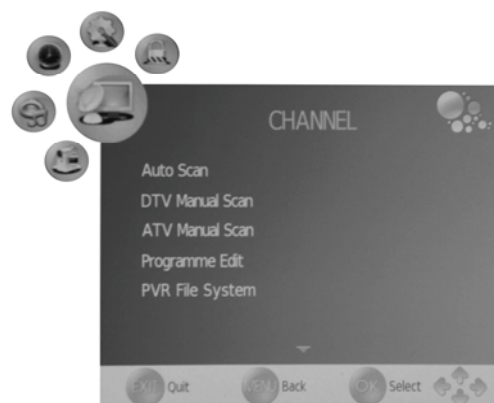 CHANNEL
Auto Scan
DTV Manual Scan
ATV Manual Scan
Programme Edit
PVR File System
EXIT Quit MENU Back OK Select